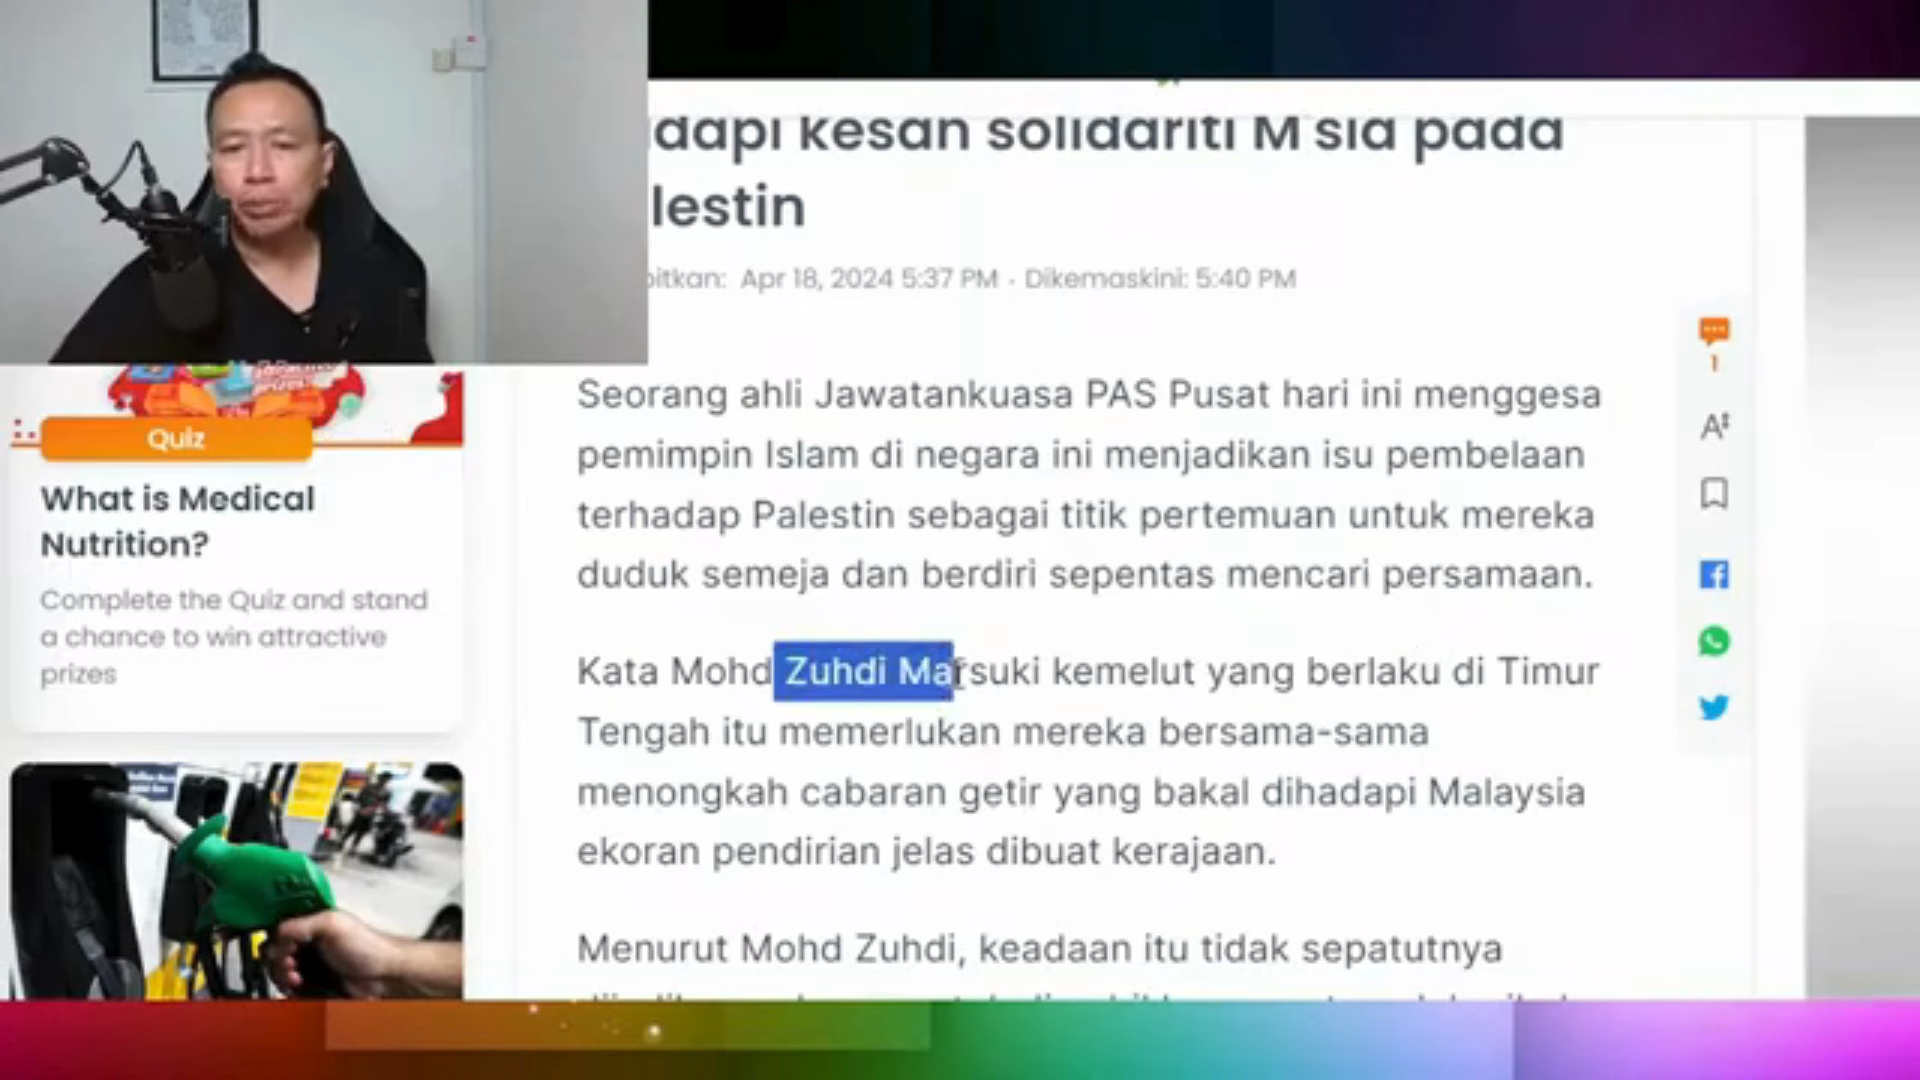 dapi kesan solidariti M'sia pada
lestin
bitkan: Apr 18, 2024 5:37 PM · Dikemaskini: 5:40 PM
1
A
Seorang ahli Jawatankuasa PAS Pusat hari ini menggesa
pemimpin Islam di negara ini menjadikan isu pembelaan
terhadap Palestin sebagai titik pertemuan untuk mereka
duduk semeja dan berdiri sepentas mencari persamaan.
Kata Mohd Zuhdi Marsuki kemelut yang berlaku di Timur
Tengah itu memerlukan mereka bersama-sama
menongkah cabaran getir yang bakal dihadapi Malaysia
ekoran pendirian jelas dibuat kerajaan.
Menurut Mohd Zuhdi, keadaan itu tidak sepatutnya
Quiz
What is Medical
Nutrition?
Complete the Quiz and stand
a chance to win attractive
prizes